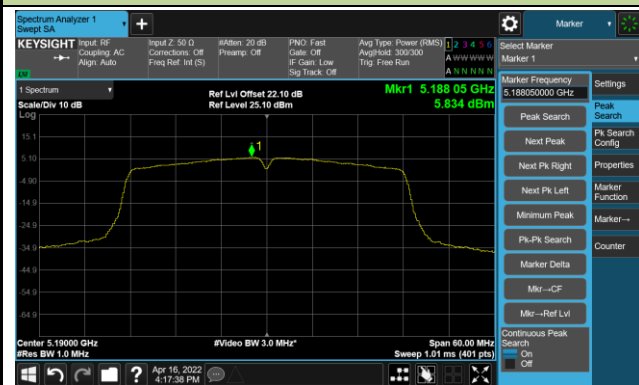 Spectrum Analyzer 1
Swept SA
Marker
KEYSIGHT
Input: RF
Coupling: AC
Align: Auto
Input Z: 50 Ω
Corrections: Off
Freq Ref: Int (S)
#Atten: 20 dB
Preamp: Off
PNO: Fast
Gate: Off
IF Gain: Low
Sig Track: Off
Avg Type: Power (RMS)
Avg|Hold: 300/300
Trig: Free Run
1 2 3 4 5 6
A W W W W W
A N N N N N
Select Marker
Marker 1
1 Spectrum
Scale/Div 10 dB
Ref Lvl Offset 22.10 dB
Ref Level 25.10 dBm
Mkr1 5.188 05 GHz
5.834 dBm
Log
15.1
5.10
-4.90
-14.9
-24.9
-34.9
-44.9
-54.9
-64.9
1
Center 5.19000 GHz
#Res BW 1.0 MHz
#Video BW 3.0 MHz*
Span 60.00 MHz
Sweep 1.01 ms (401 pts)
Marker Frequency
5.188050000 GHz
Peak Search
Next Peak
Next Pk Right
Next Pk Left
Minimum Peak
Pk-Pk Search
Marker Delta
Mkr→CF
Mkr→Ref Lvl
Continuous Peak
Search
On
Off
Settings
Peak
Search
Pk Search
Config
Properties
Marker
Function
Marker→
Counter
Apr 16, 2022
4:17:38 PM